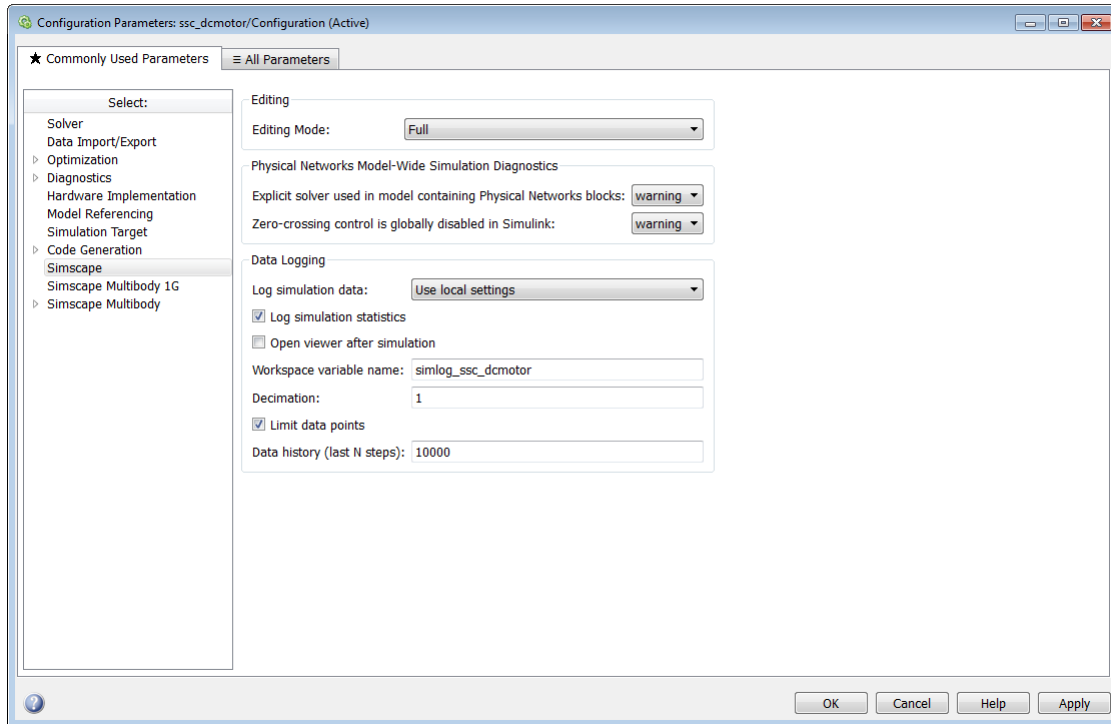 Configuration Parameters: ssc_dcmotor/Configuration (Active)
★ Commonly Used Parameters
≡ All Parameters
Select:
Solver
Data Import/Export
Optimization
Diagnostics
Hardware Implementation
Model Referencing
Simulation Target
Code Generation
Simscape
Simscape Multibody 1G
Simscape Multibody
Editing
Editing Mode: Full
Physical Networks Model-Wide Simulation Diagnostics
Explicit solver used in model containing Physical Networks blocks: warning
Zero-crossing control is globally disabled in Simulink: warning
Data Logging
Log simulation data: Use local settings
Log simulation statistics
Open viewer after simulation
Workspace variable name: simlog_ssc_dcmotor
Decimation: 1
Limit data points
Data history (last N steps): 10000
OK Cancel Help Apply